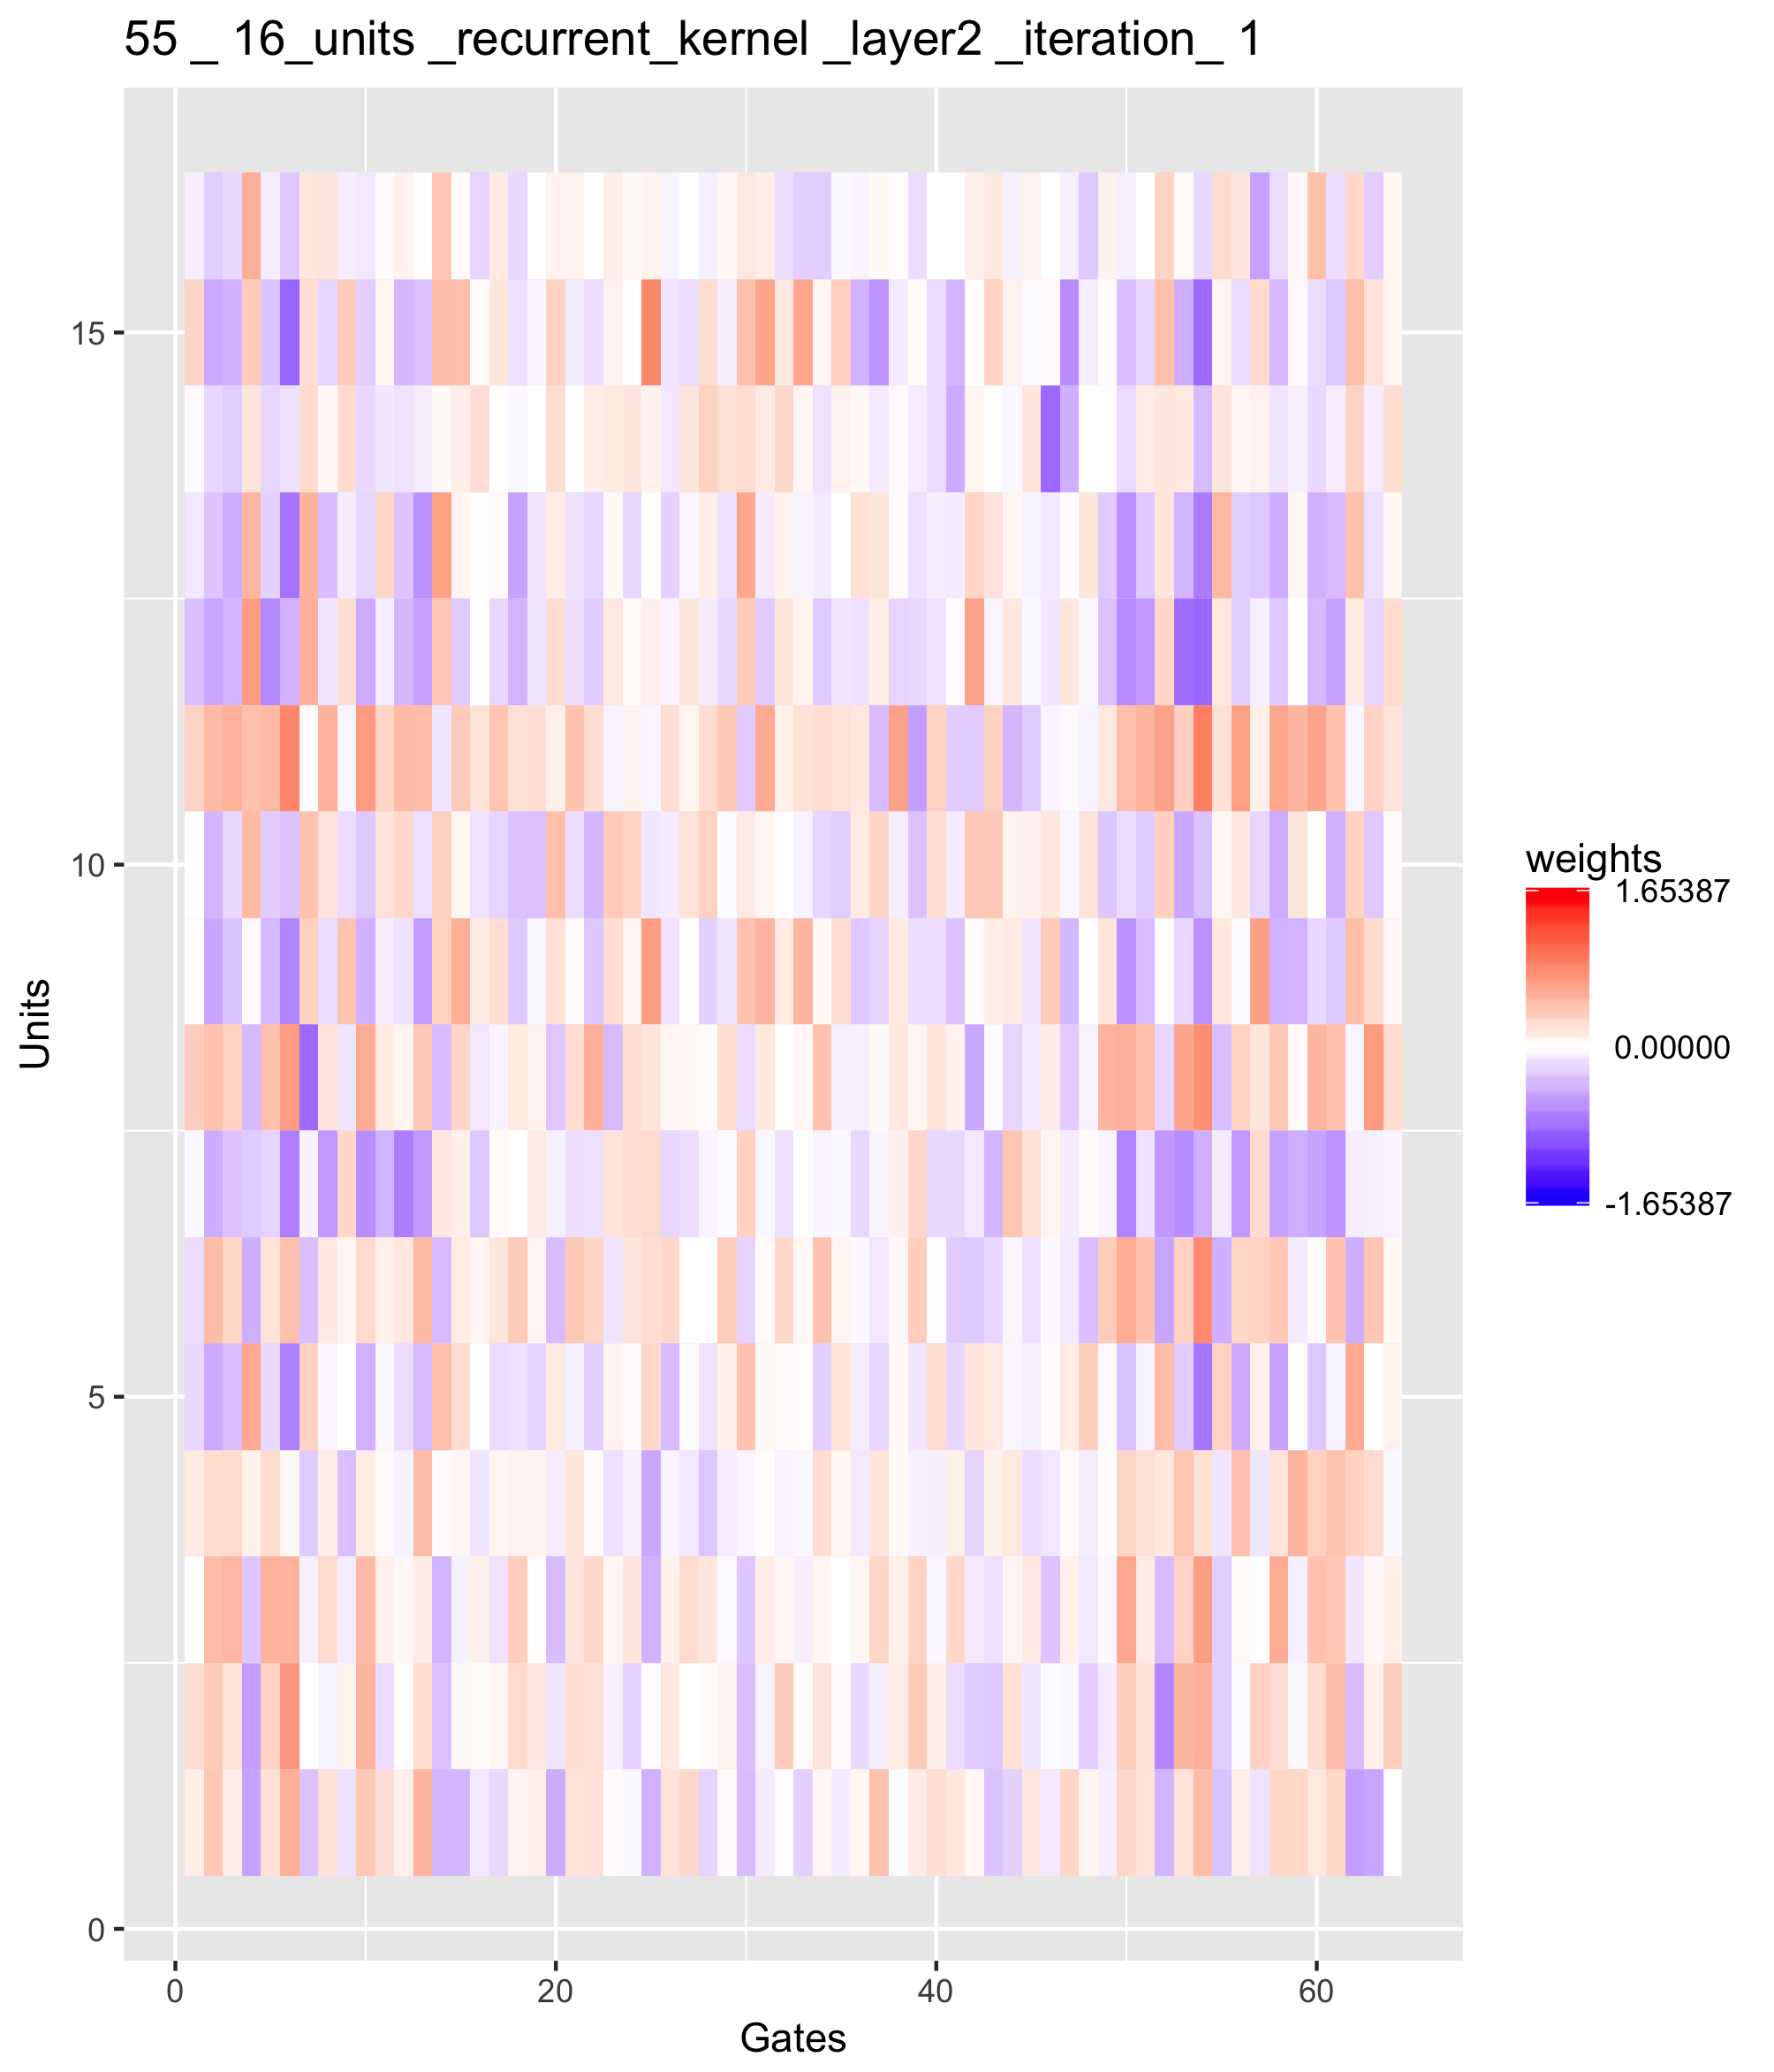 55 _ 16_units _recurrent_kernel _layer2 _iteration_ 1
15
10
5
0
Units
0 20 40 60
Gates
weights
1.65387
0.00000
-1.65387